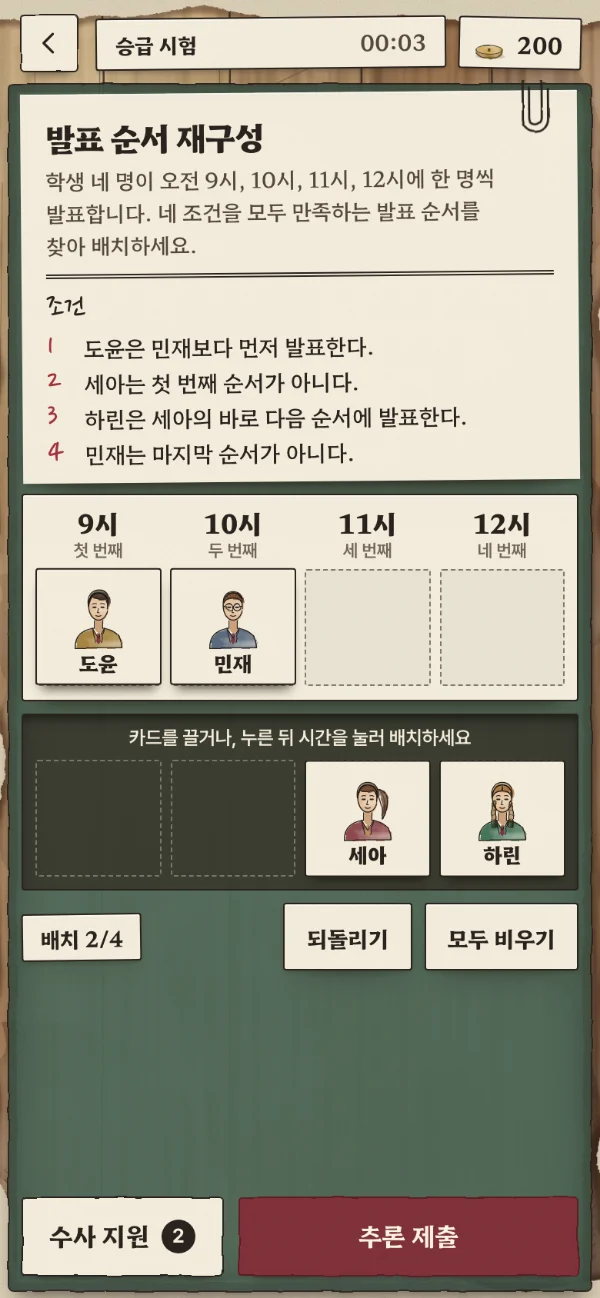 승급 시험 00:03 200
발표 순서 재구성
학생 네 명이 오전 9시, 10시, 11시, 12시에 한 명씩
발표합니다. 네 조건을 모두 만족하는 발표 순서를
찾아 배치하세요.
조건
1 도윤은 민재보다 먼저 발표한다.
2 세아는 첫 번째 순서가 아니다.
3 하린은 세아의 바로 다음 순서에 발표한다.
4 민재는 마지막 순서가 아니다.
9시 10시 11시 12시
첫 번째 두 번째 세 번째 네 번째
도윤 민재
카드를 끌거나, 누른 뒤 시간을 눌러 배치하세요
세아 하린
배치 2/4 되돌리기 모두 비우기
수사 지원 2 추론 제출